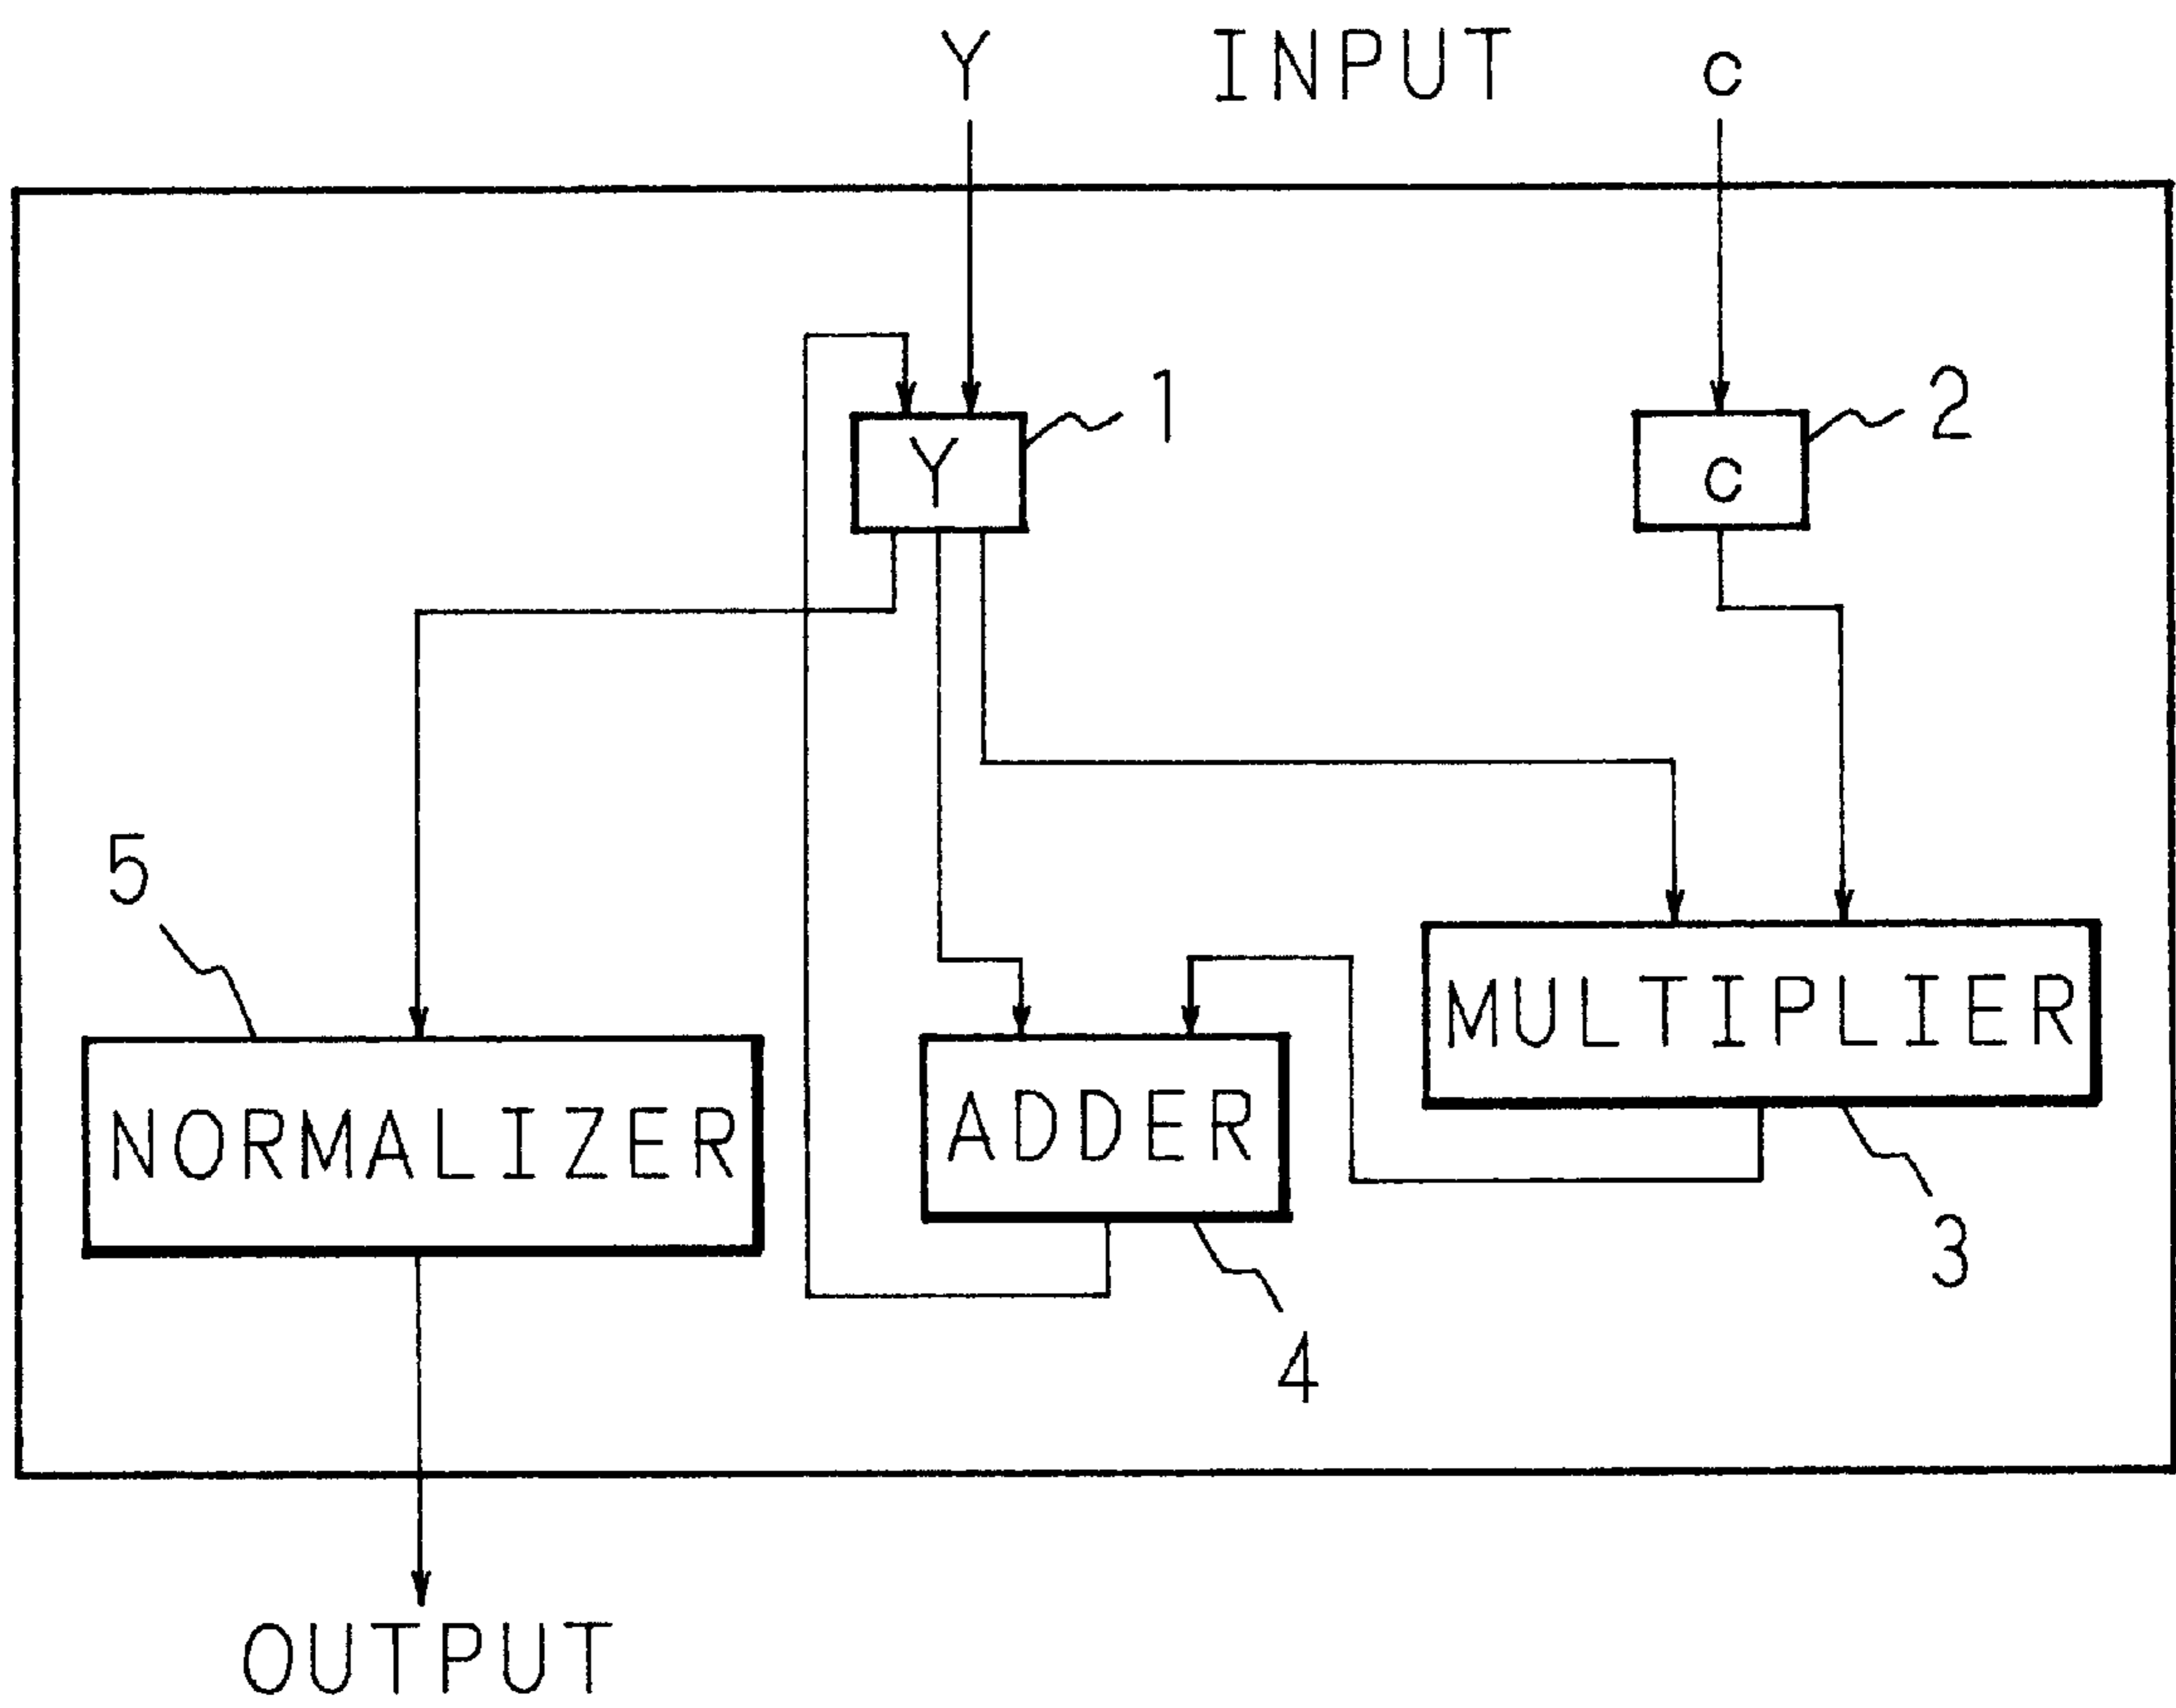 Y INPUT c
1
2
Y
c
5
MULTIPLIER
ADDER
NORMALIZER
3
4
OUTPUT